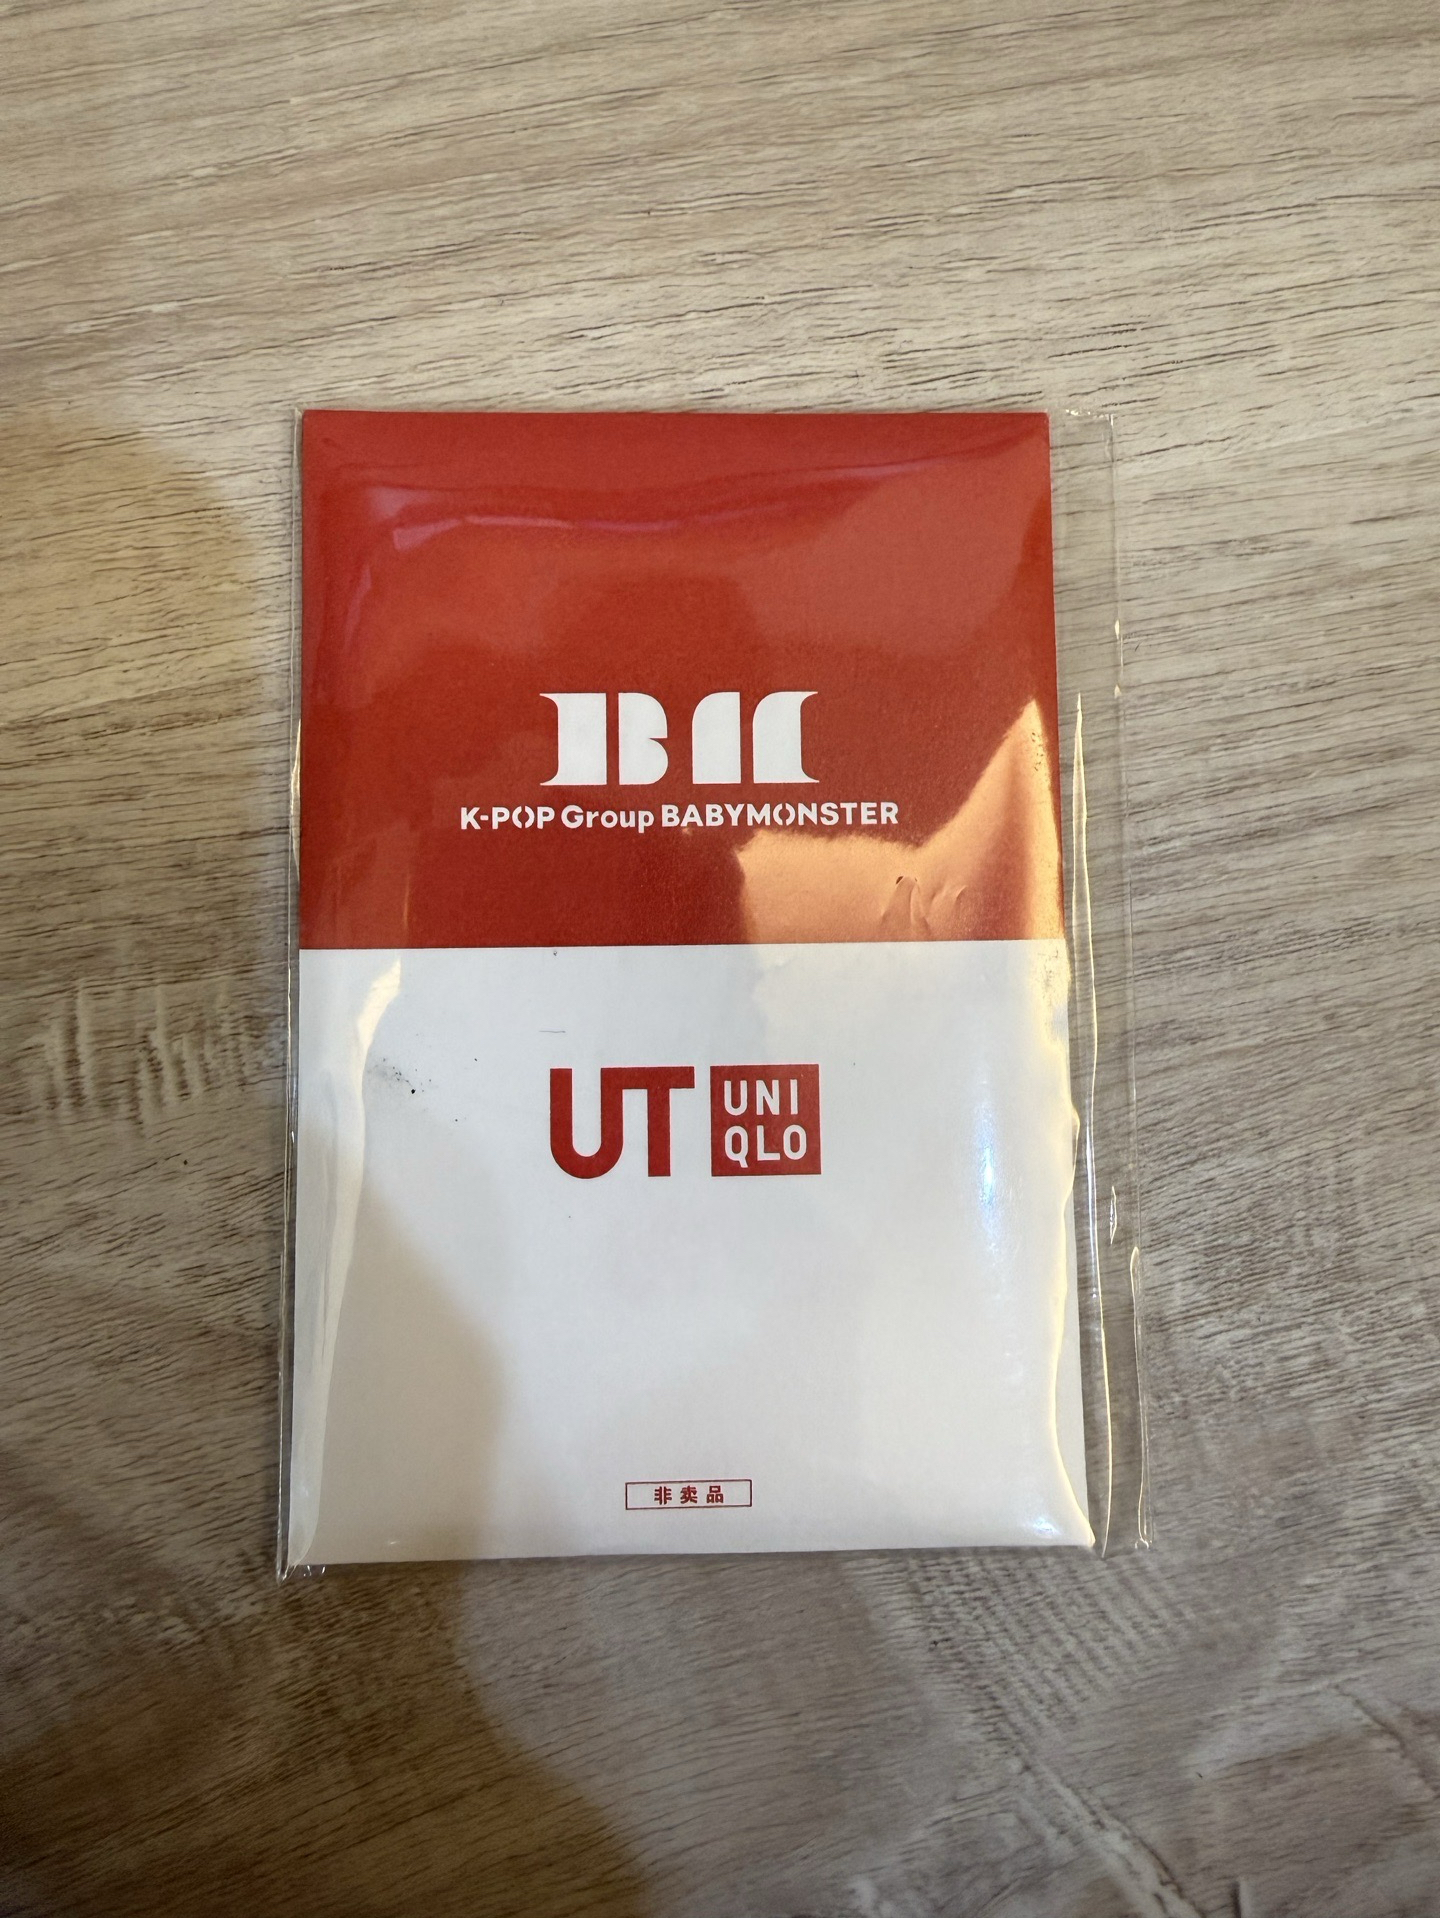 BM
K-POP Group BABYMONSTER
UT UNI
QLO
非卖品